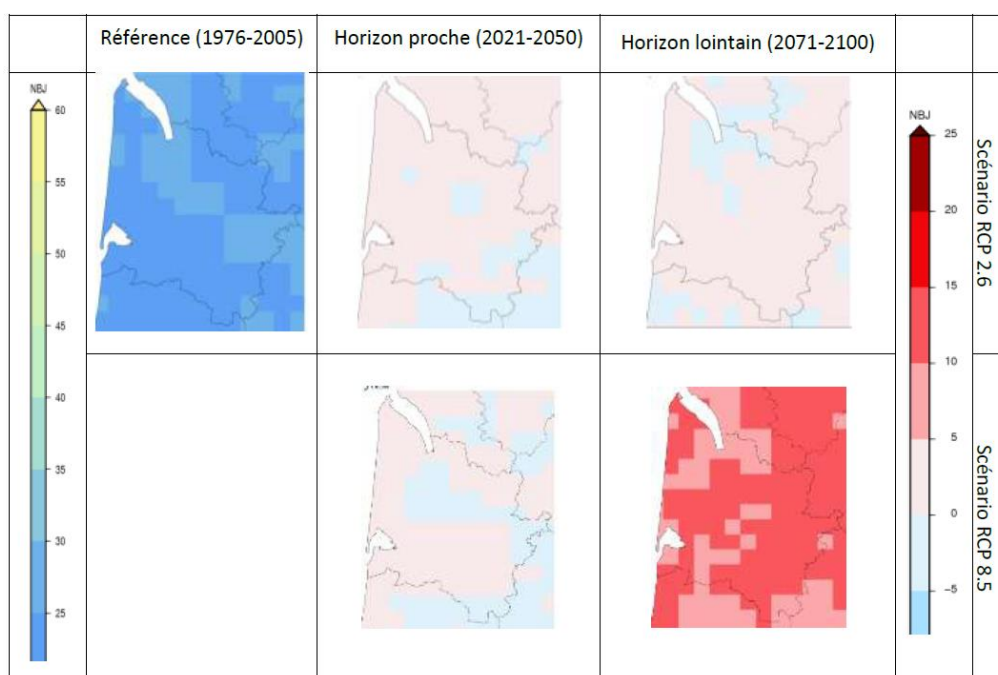 Référence (1976-2005)
Horizon proche (2021-2050)
Horizon lointain (2071-2100)
NBJ
60
55
50
45
40
35
30
25
NBJ
25
20
15
10
5
0
−5
Scénario RCP 2.6
Scénario RCP 8.5